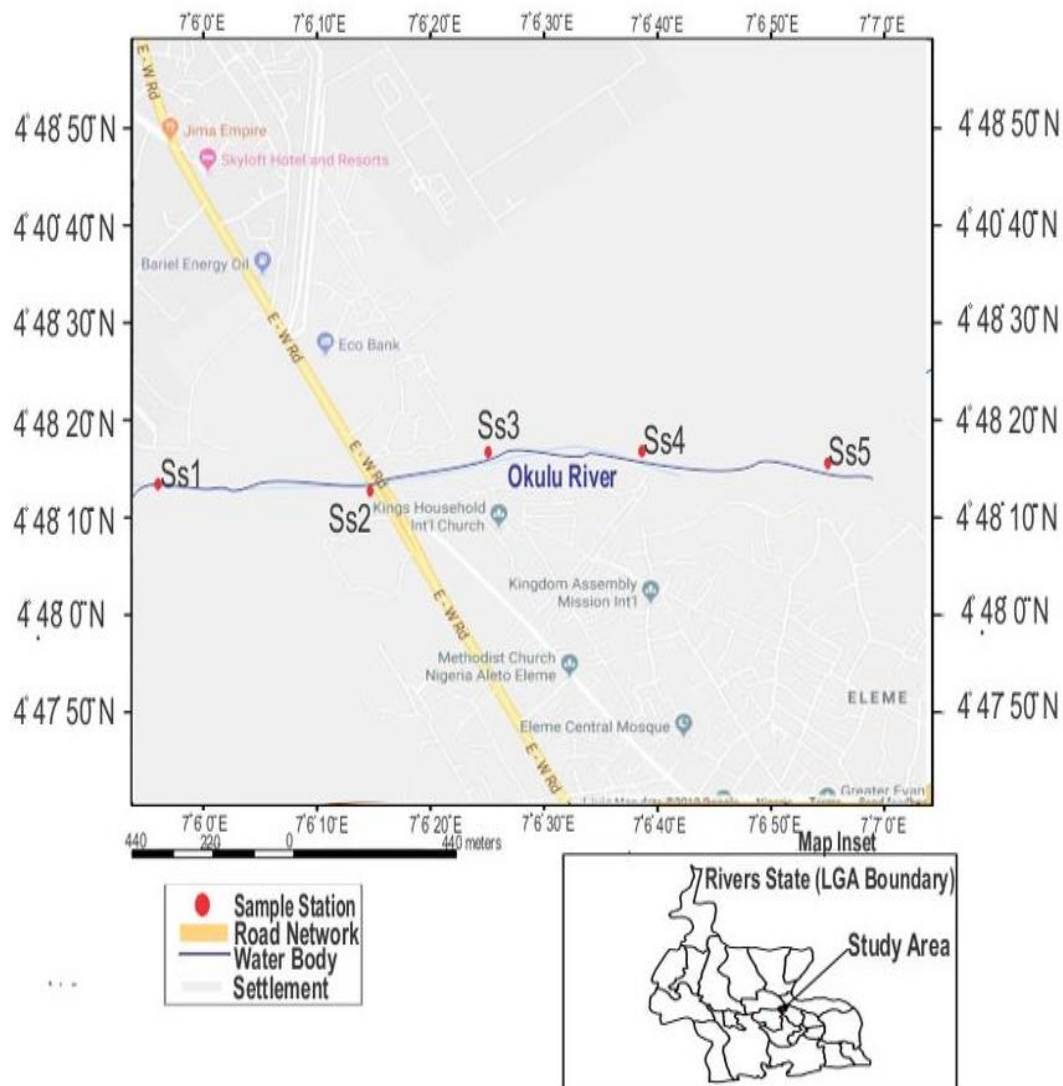 7°6'0"E 7°6'10"E 7°6'20"E 7°6'30"E 7°6'40"E 7°6'50"E 7°7'0"E
E - W Rd
4°48'50"N
4°48'50"N
Jima Empire
Skyloft Hotel and Resorts
4°40'40"N
4°40'40"N
Bariel Energy Oil
4°48'30"N
E - W Rd
4°48'30"N
Eco Bank
4°48'20"N
4°48'20"N
Ss3
Ss4
E - W Rd
Ss5
Ss1
Okulu River
Ss2
Kings Household
Int'l Church
4°48'10"N
4°48'10"N
Kingdom Assembly
Mission Int'l
4°48'0"N
E - W Rd
4°48'0"N
Methodist Church
Nigeria Aleto Eleme
ELEME
4°47'50"N
4°47'50"N
Eleme Central Mosque
E - W Rd
Greater Evan
7°6'0"E 7°6'10"E 7°6'20"E 7°6'30"E 7°6'40"E 7°6'50"E 7°7'0"E
440 220 0 440 meters
Map Inset
Rivers State (LGA Boundary)
Study Area
Sample Station
Road Network
Water Body
Settlement